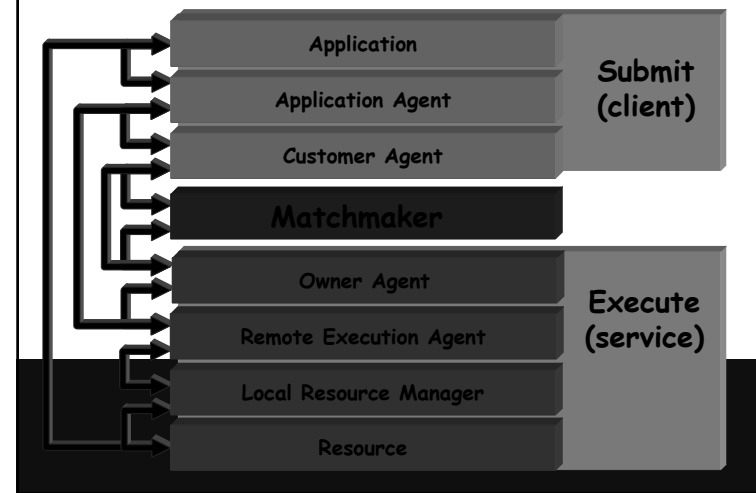 Application
Application Agent
Customer Agent
Submit
(client)
Matchmaker
Owner Agent
Remote Execution Agent
Local Resource Manager
Resource
Execute
(service)